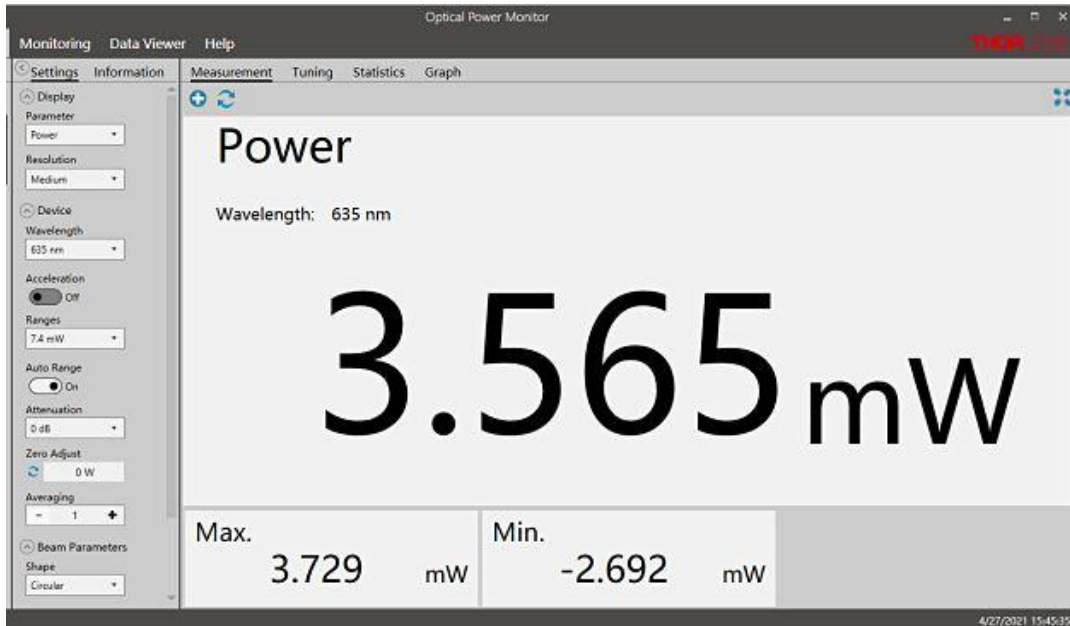 Optical Power Monitor
Monitoring Data Viewer Help
THORLABS
Settings Information
Measurement Tuning Statistics Graph
Display
Parameter
Power
Resolution
Medium
Device
Wavelength
635 nm
Acceleration
Off
Ranges
7.4 mW
Auto Range
On
Attenuation
0 dB
Zero Adjust
0 W
Averaging
- 1 +
Beam Parameters
Shape
Circular
Power
Wavelength: 635 nm
3.565 mW
Max.
3.729 mW
Min.
-2.692 mW
4/27/2021 15:45:35